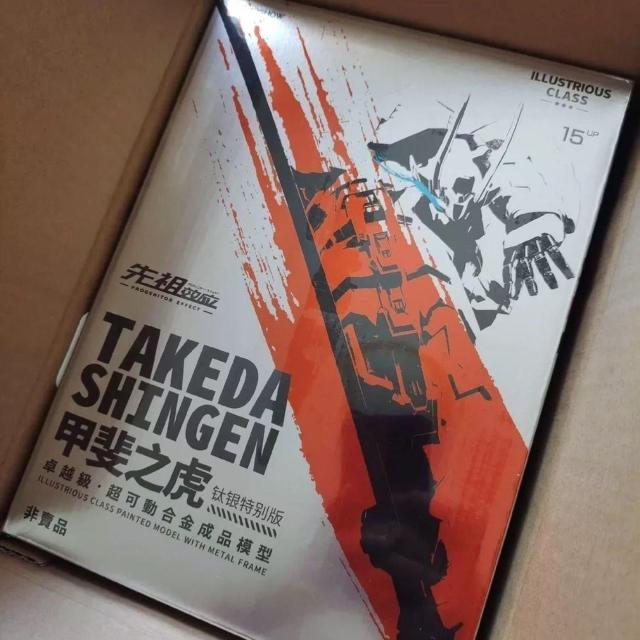 ILLUSTRIOUS
CLASS
15 UP
先祖效应
PROGENITOR EFFECT
TAKEDA
SHINGEN
甲斐之虎
钛银特别版
卓越級·超可動合金成品模型
ILLUSTRIOUS CLASS PAINTED MODEL WITH METAL FRAME
非賣品